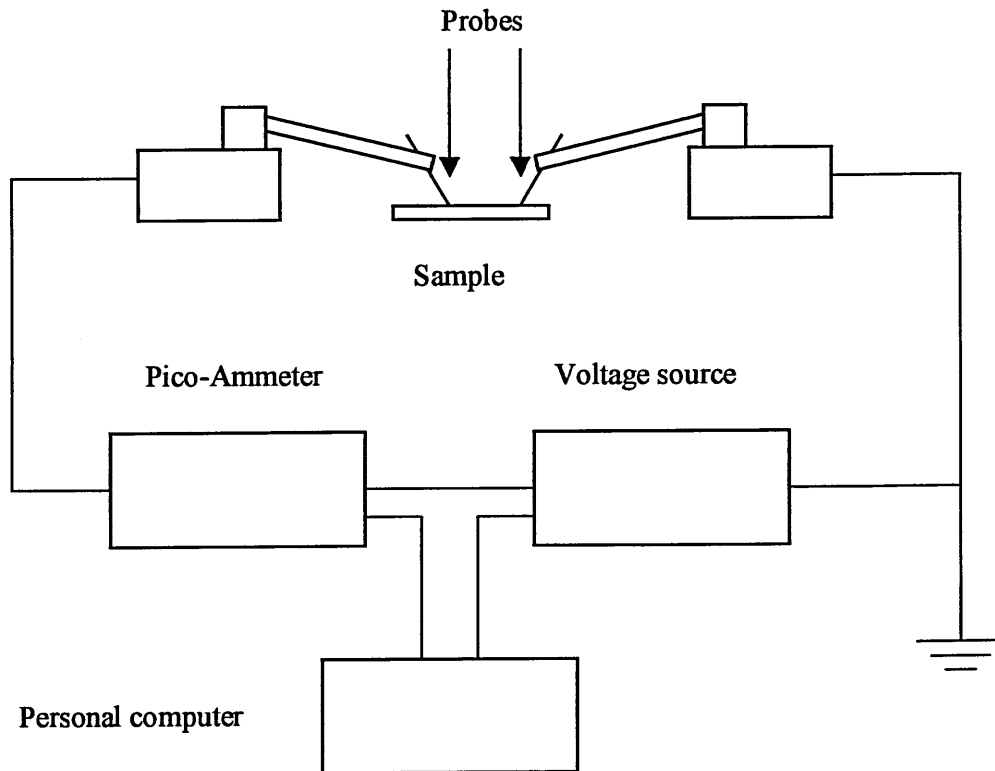 Probes
Sample
Pico-Ammeter
Voltage source
Personal computer